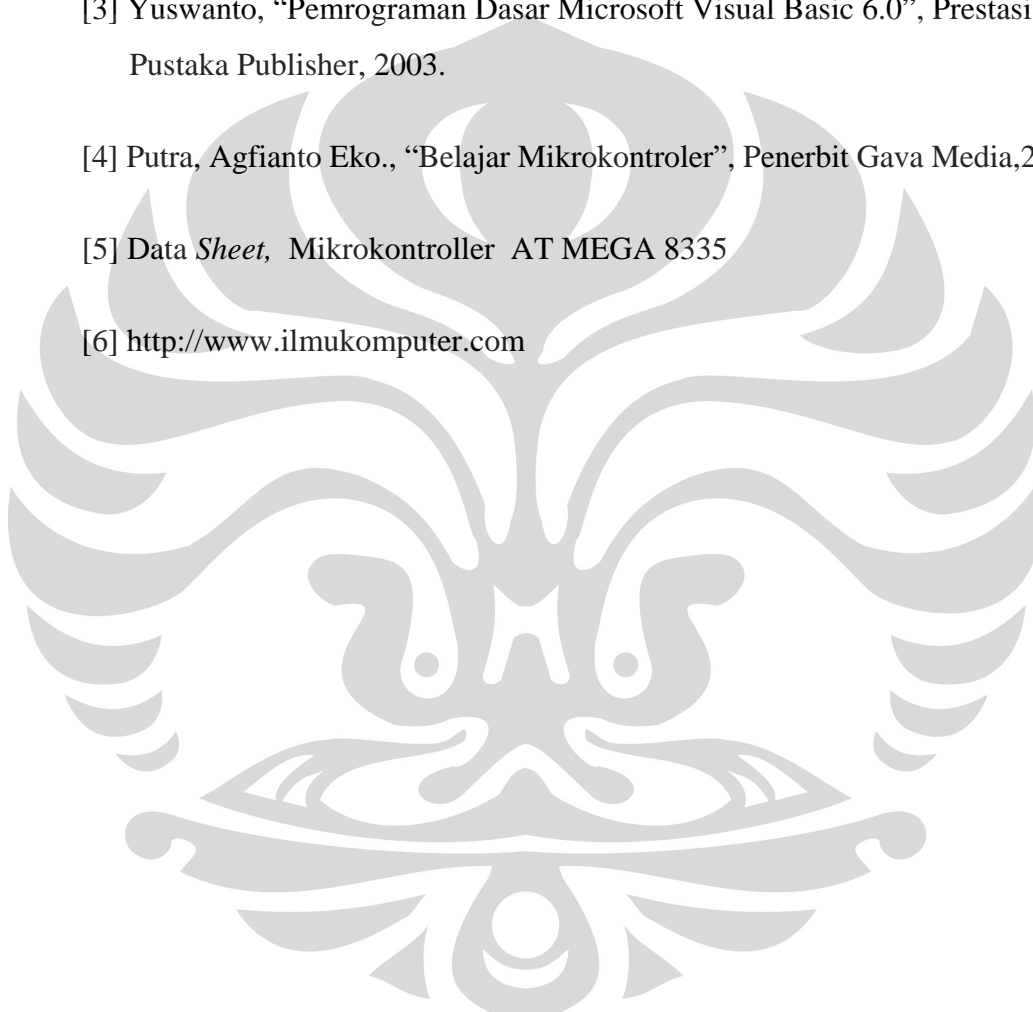 [3] Yuswanto, “Pemrograman Dasar Microsoft Visual Basic 6.0”, Prestasi
Pustaka Publisher, 2003.
[4] Putra, Agfianto Eko., “Belajar Mikrokontroler”, Penerbit Gava Media,2
[5] Data Sheet, Mikrokontroller AT MEGA 8335
[6] http://www.ilmukomputer.com